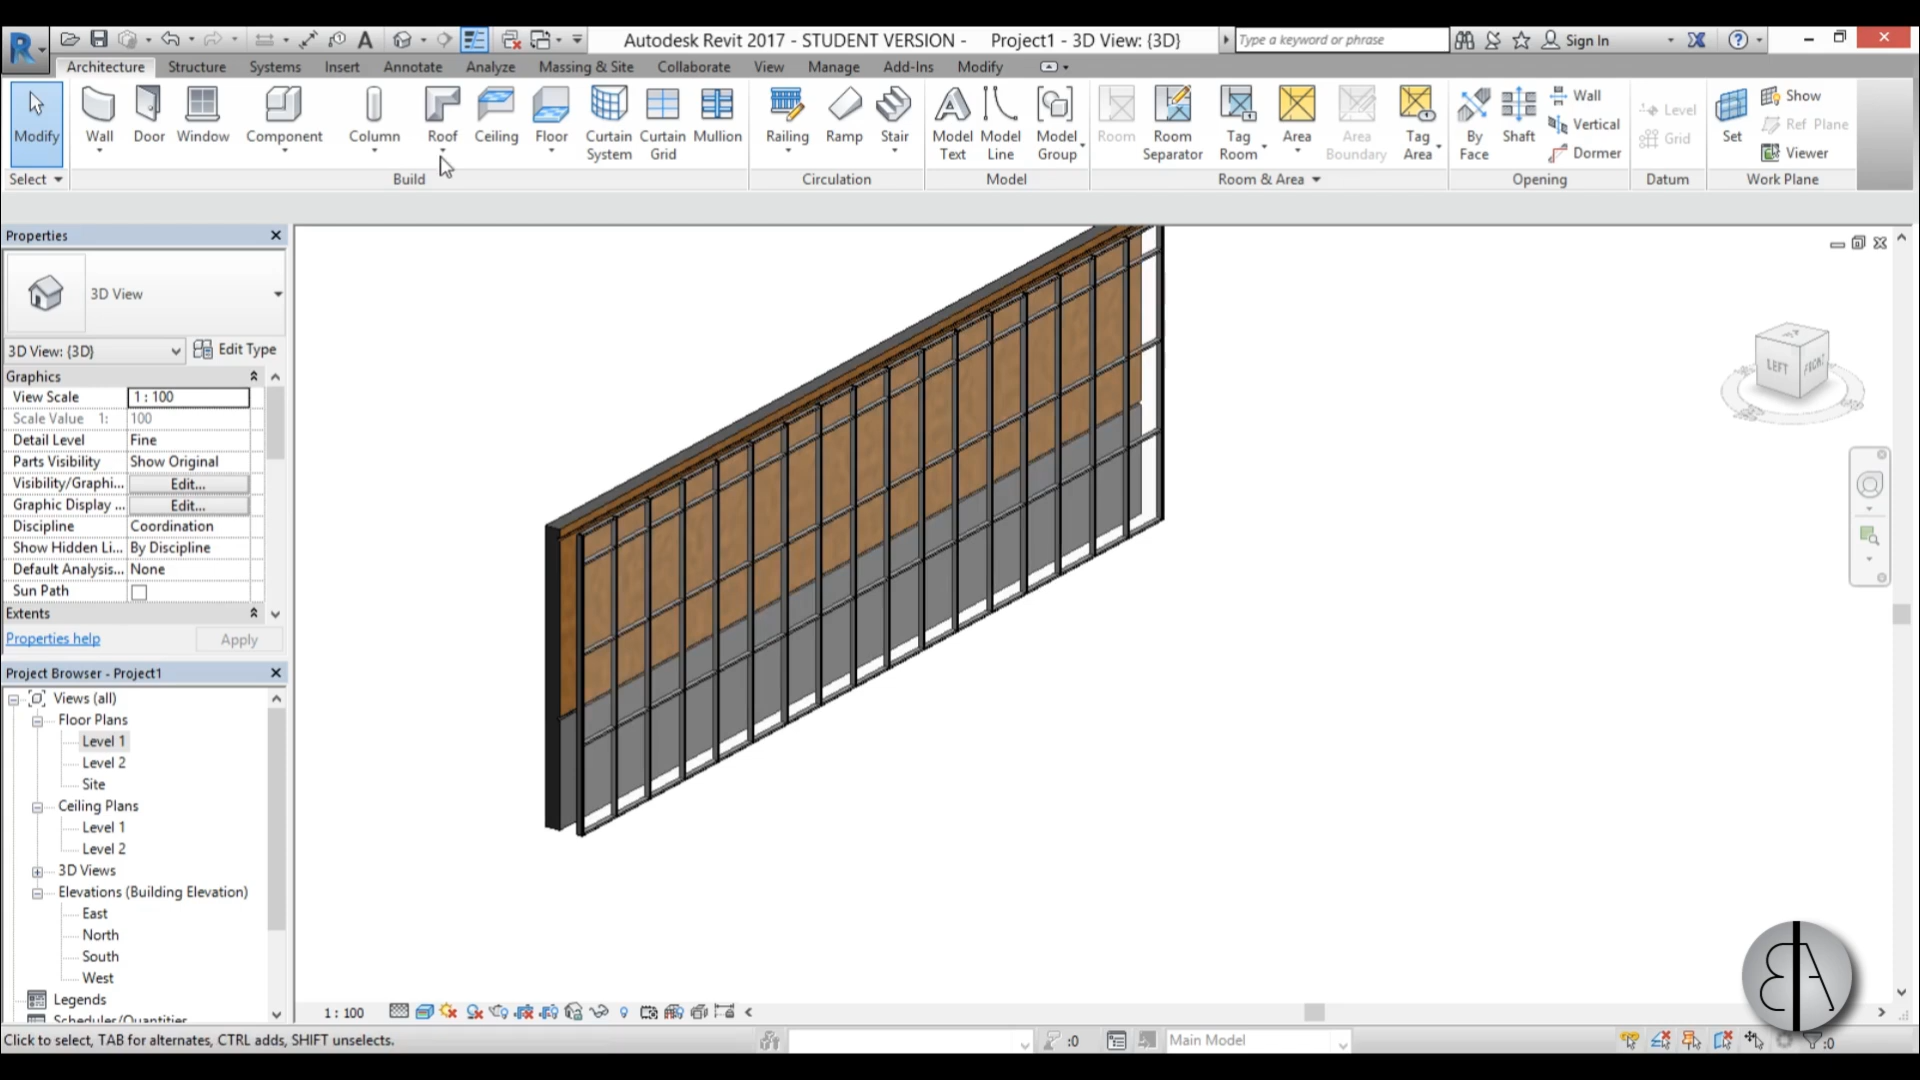 Autodesk Revit 2017 - STUDENT VERSION - Project1 - 3D View: {3D}
Type a keyword or phrase
Sign In
Architecture Structure Systems Insert Annotate Analyze Massing & Site Collaborate View Manage Add-Ins Modify
Modify
Wall
Door
Window
Component
Column
Roof
Ceiling
Floor
Curtain System
Curtain Grid
Mullion
Railing
Ramp
Stair
Model Text
Model Line
Model Group
Room
Room Separator
Tag Room
Area
Area Boundary
Tag Area
By Face
Shaft
Wall
Vertical
Dormer
Level
Grid
Set
Show
Ref Plane
Viewer
Select
Build
Circulation
Model
Room & Area
Opening
Datum
Work Plane
Properties
3D View
3D View: {3D}
Edit Type
Graphics
View Scale 1 : 100
Scale Value 1: 100
Detail Level Fine
Parts Visibility Show Original
Visibility/Graphi... Edit...
Graphic Display ... Edit...
Discipline Coordination
Show Hidden Li... By Discipline
Default Analysis... None
Sun Path
Extents
Properties help
Apply
Project Browser - Project1
Views (all)
Floor Plans
Level 1
Level 2
Site
Ceiling Plans
Level 1
Level 2
3D Views
Elevations (Building Elevation)
East
North
South
West
Legends
Schedules/Quantities
LEFT
FRONT
1 : 100
Click to select, TAB for alternates, CTRL adds, SHIFT unselects.
:0
Main Model
:0